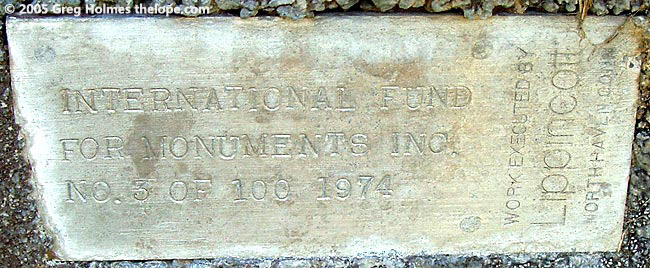 © 2005 Greg Holmes thelope.com
INTERNATIONAL FUND
FOR MONUMENTS INC.
NO. 3 OF 100 1974
WORK EXECUTED BY
Lippincott
NORTH HAVEN CONN